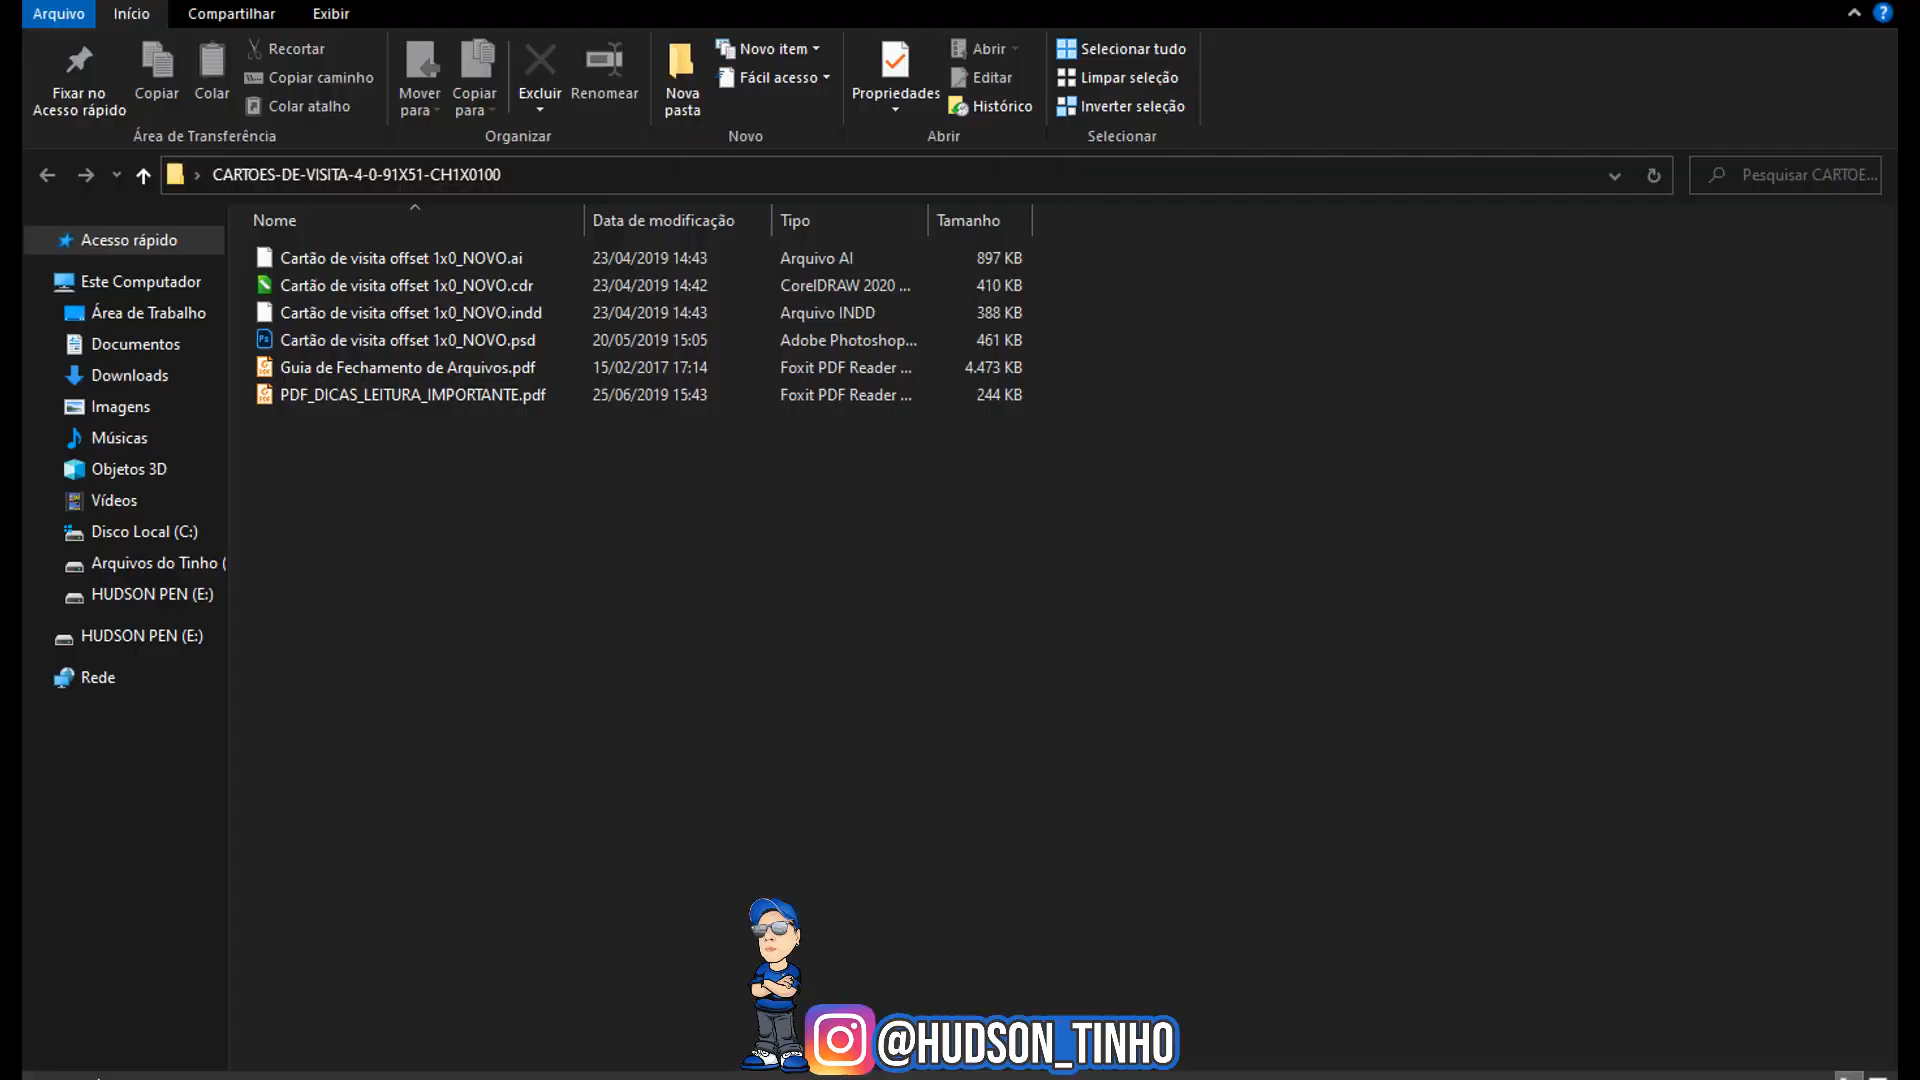 Arquivo Início Compartilhar Exibir
Fixar no Acesso rápido
Copiar
Colar
Recortar
Copiar caminho
Colar atalho
Área de Transferência
Mover para
Copiar para
Excluir
Renomear
Organizar
Nova pasta
Novo item
Fácil acesso
Novo
Propriedades
Abrir
Editar
Histórico
Abrir
Selecionar tudo
Limpar seleção
Inverter seleção
Selecionar
CARTOES-DE-VISITA-4-0-91X51-CH1X0100
Pesquisar CARTOE...
Acesso rápido
Este Computador
Área de Trabalho
Documentos
Downloads
Imagens
Músicas
Objetos 3D
Vídeos
Disco Local (C:)
Arquivos do Tinho (
HUDSON PEN (E:)
HUDSON PEN (E:)
Rede
Nome Data de modificação Tipo Tamanho
Cartão de visita offset 1x0_NOVO.ai 23/04/2019 14:43 Arquivo AI 897 KB
Cartão de visita offset 1x0_NOVO.cdr 23/04/2019 14:42 CorelDRAW 2020 ... 410 KB
Cartão de visita offset 1x0_NOVO.indd 23/04/2019 14:43 Arquivo INDD 388 KB
Cartão de visita offset 1x0_NOVO.psd 20/05/2019 15:05 Adobe Photoshop... 461 KB
Guia de Fechamento de Arquivos.pdf 15/02/2017 17:14 Foxit PDF Reader ... 4.473 KB
PDF_DICAS_LEITURA_IMPORTANTE.pdf 25/06/2019 15:43 Foxit PDF Reader ... 244 KB
@HUDSON_TINHO